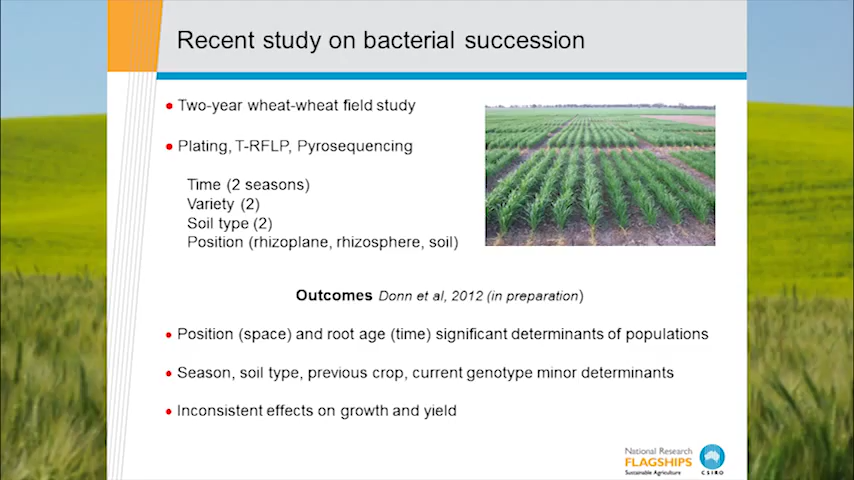 Recent study on bacterial succession
Two-year wheat-wheat field study
Plating, T-RFLP, Pyrosequencing
Time (2 seasons)
Variety (2)
Soil type (2)
Position (rhizoplane, rhizosphere, soil)
Outcomes Donn et al, 2012 (in preparation)
Position (space) and root age (time) significant determinants of populations
Season, soil type, previous crop, current genotype minor determinants
Inconsistent effects on growth and yield
National Research
FLAGSHIPS
Sustainable Agriculture
CSIRO